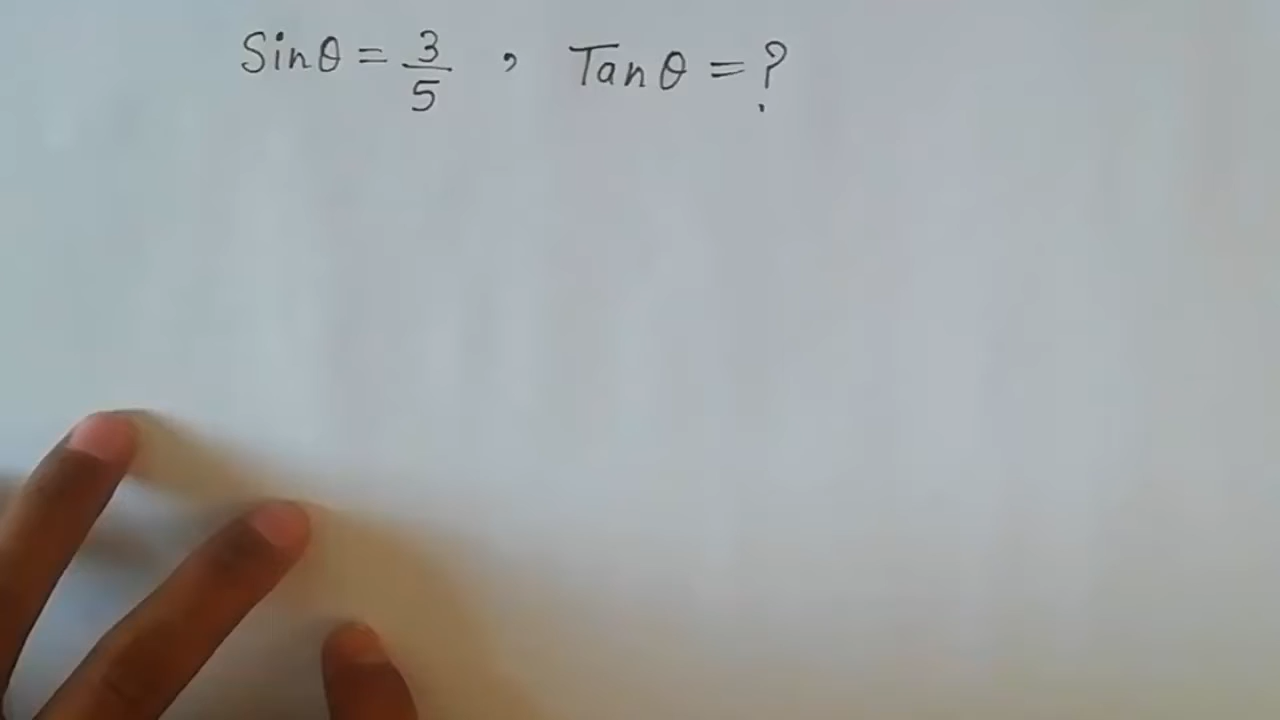 Sinθ = 3/5 , Tanθ = ?